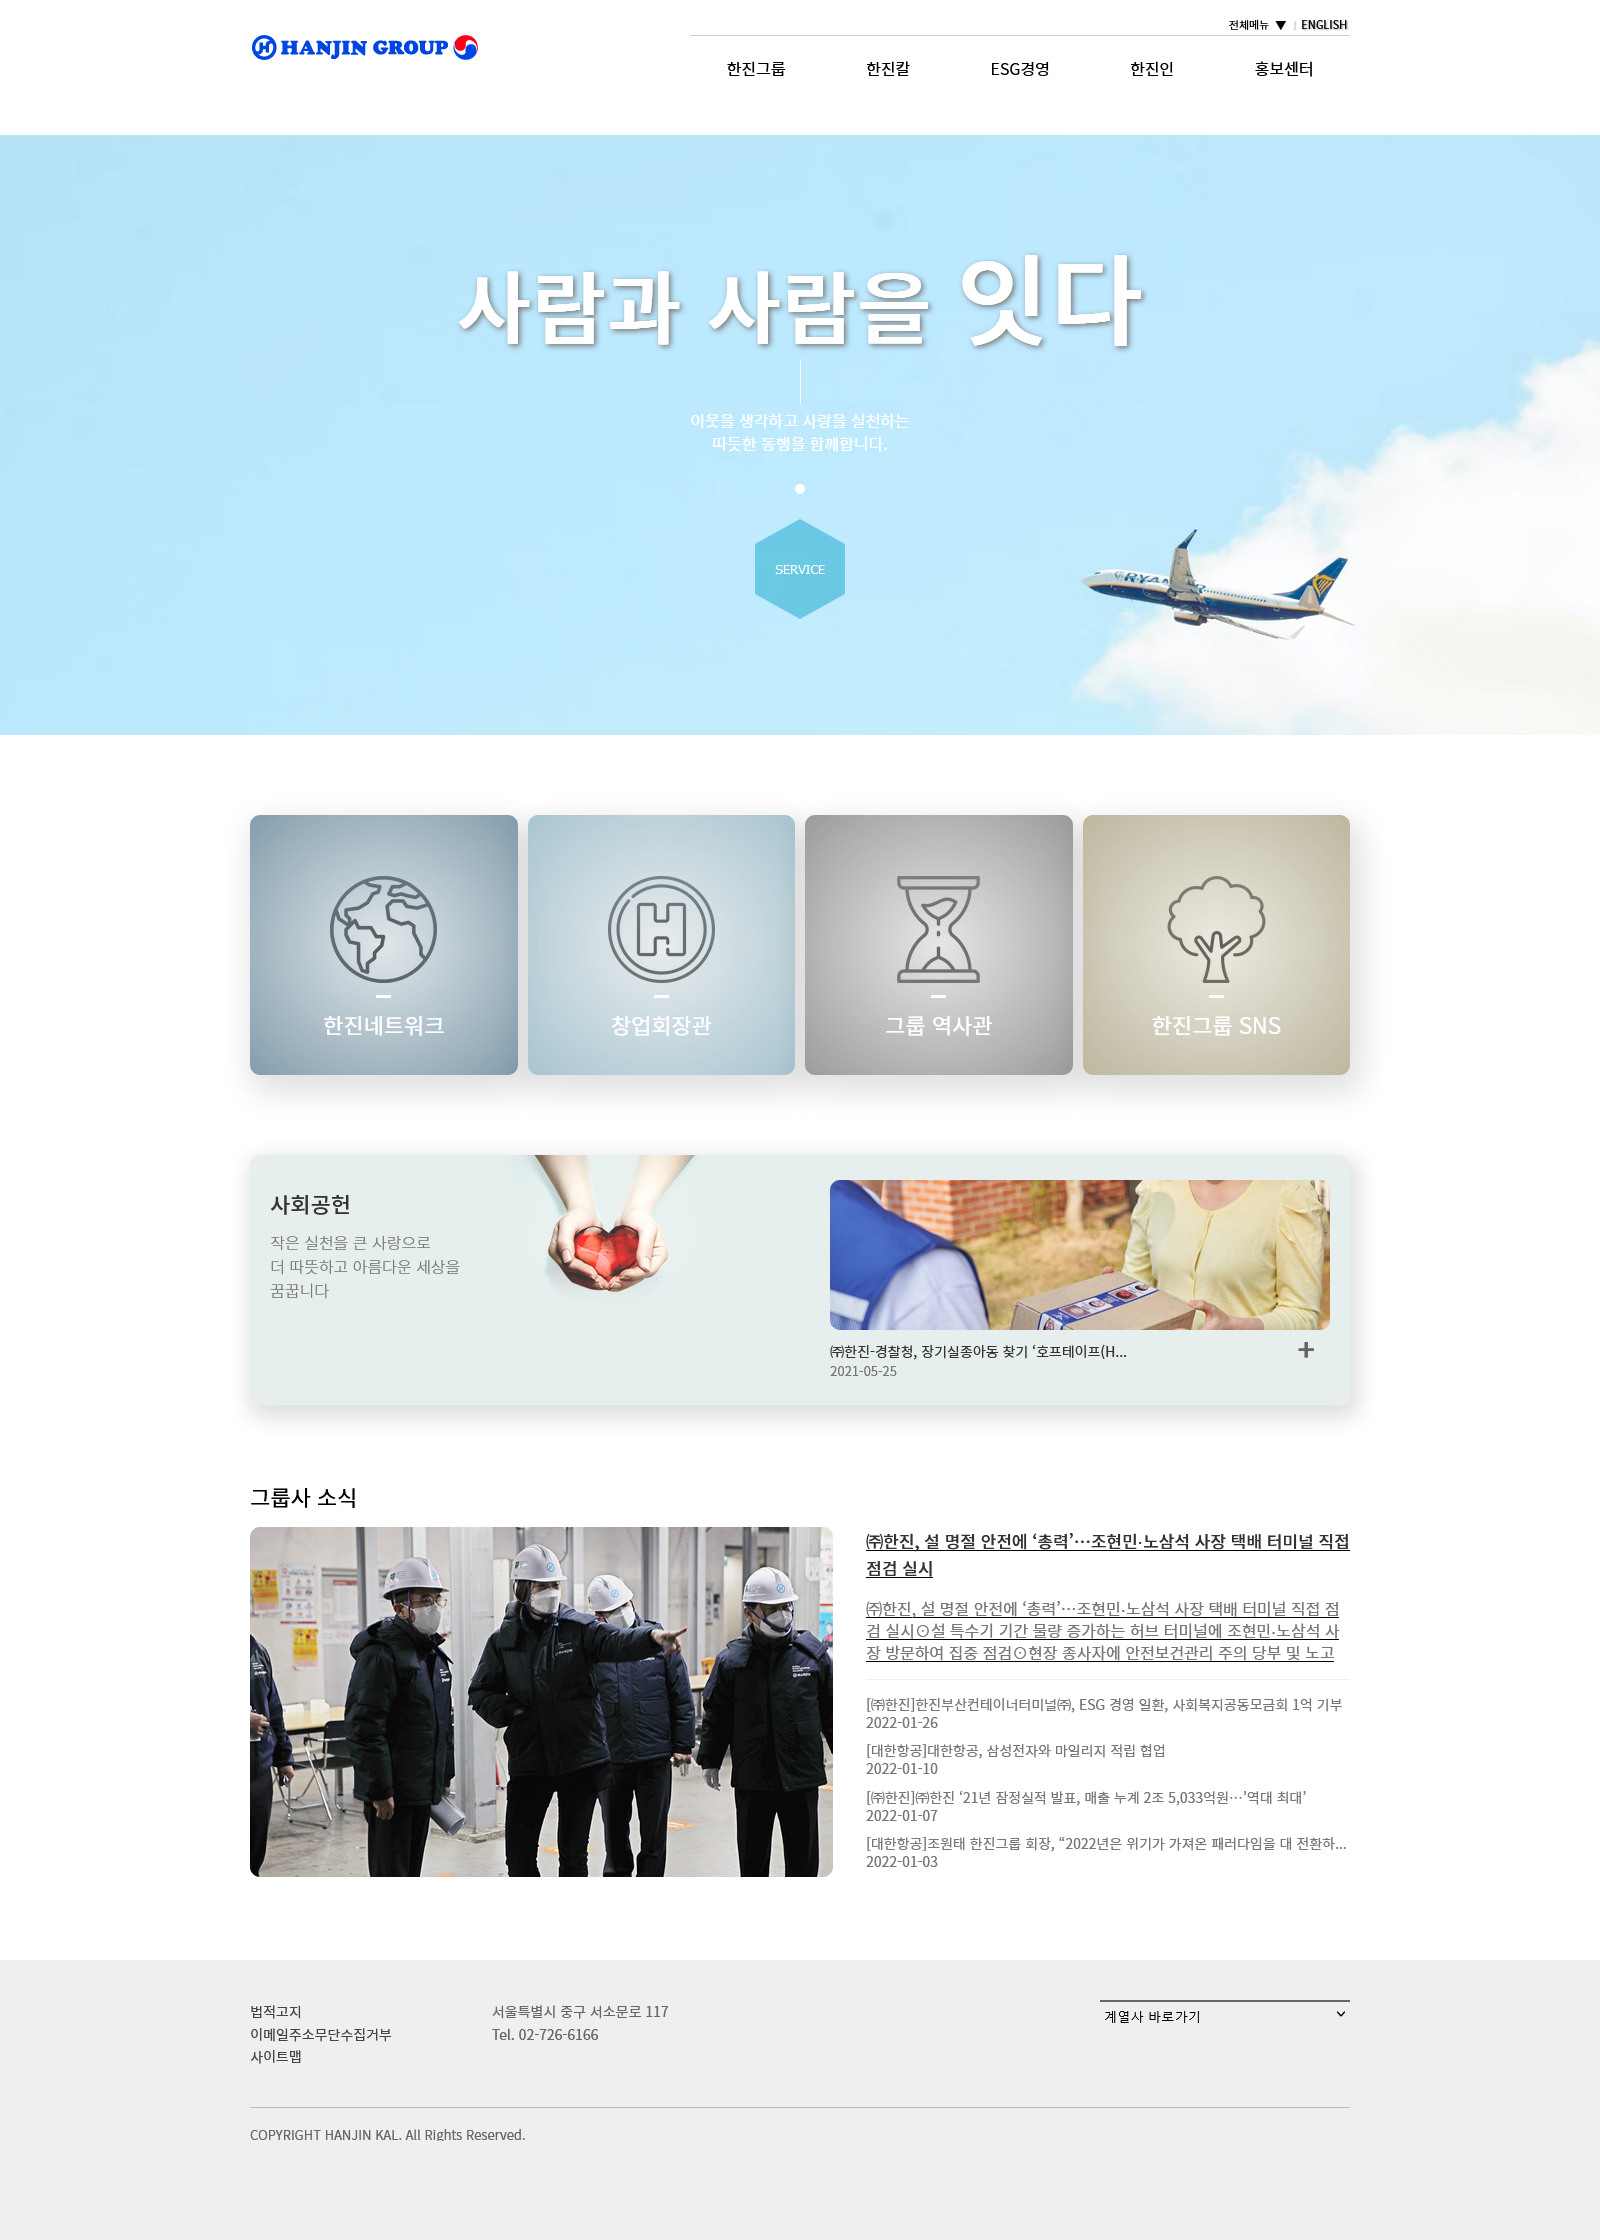 전체메뉴 ▼ | ENGLISH
HANJIN GROUP
한진그룹 한진칼 ESG경영 한진인 홍보센터
사람과 사람을 잇다
이웃을 생각하고 사랑을 실천하는
따듯한 동행을 함께합니다.
SERVICE
RYANAIR
한진네트워크
창업회장관
그룹 역사관
한진그룹 SNS
사회공헌
작은 실천을 큰 사랑으로
더 따뜻하고 아름다운 세상을
꿈꿉니다
㈜한진-경찰청, 장기실종아동 찾기 ‘호프테이프(H... +
2021-05-25
그룹사 소식
㈜한진, 설 명절 안전에 ‘총력’…조현민·노삼석 사장 택배 터미널 직접
점검 실시
㈜한진, 설 명절 안전에 ‘총력’…조현민·노삼석 사장 택배 터미널 직접 점
검 실시⊙설 특수기 기간 물량 증가하는 허브 터미널에 조현민·노삼석 사
장 방문하여 집중 점검⊙현장 종사자에 안전보건관리 주의 당부 및 노고
[㈜한진]한진부산컨테이너터미널㈜, ESG 경영 일환, 사회복지공동모금회 1억 기부
2022-01-26
[대한항공]대한항공, 삼성전자와 마일리지 적립 협업
2022-01-10
[㈜한진]㈜한진 ‘21년 잠정실적 발표, 매출 누계 2조 5,033억원…’역대 최대’
2022-01-07
[대한항공]조원태 한진그룹 회장, “2022년은 위기가 가져온 패러다임을 대 전환하...
2022-01-03
법적고지
이메일주소무단수집거부
사이트맵
서울특별시 중구 서소문로 117
Tel. 02-726-6166
계열사 바로가기
COPYRIGHT HANJIN KAL. All Rights Reserved.